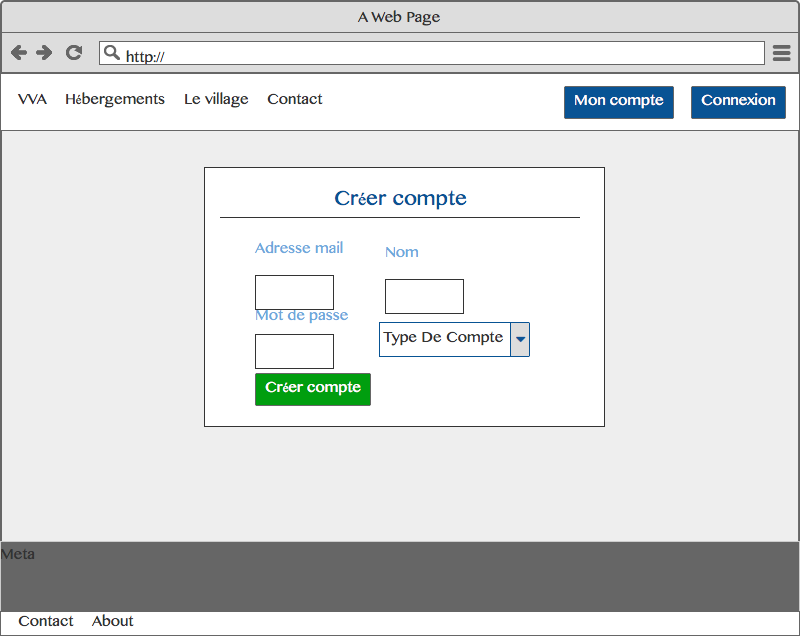 A Web Page
http://
VVA Hébergements Le village Contact Mon compte Connexion
Créer compte
Adresse mail Nom
Mot de passe
Type De Compte
Créer compte
Meta
Contact About